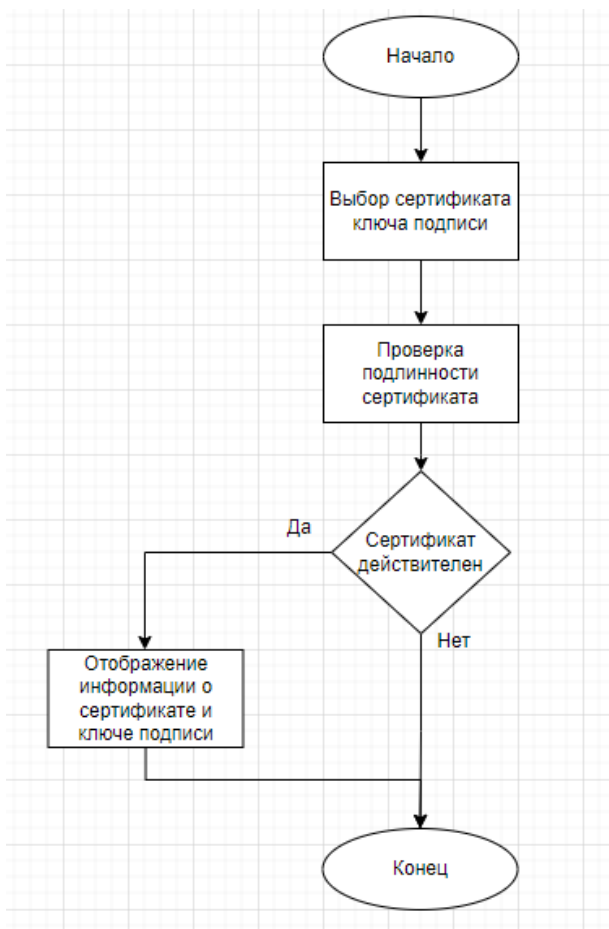 Начало
Выбор сертификата
ключа подписи
Проверка
подлинности
сертификата
Да
Сертификат
действителен
Нет
Отображение
информации о
сертификате и
ключе подписи
Конец